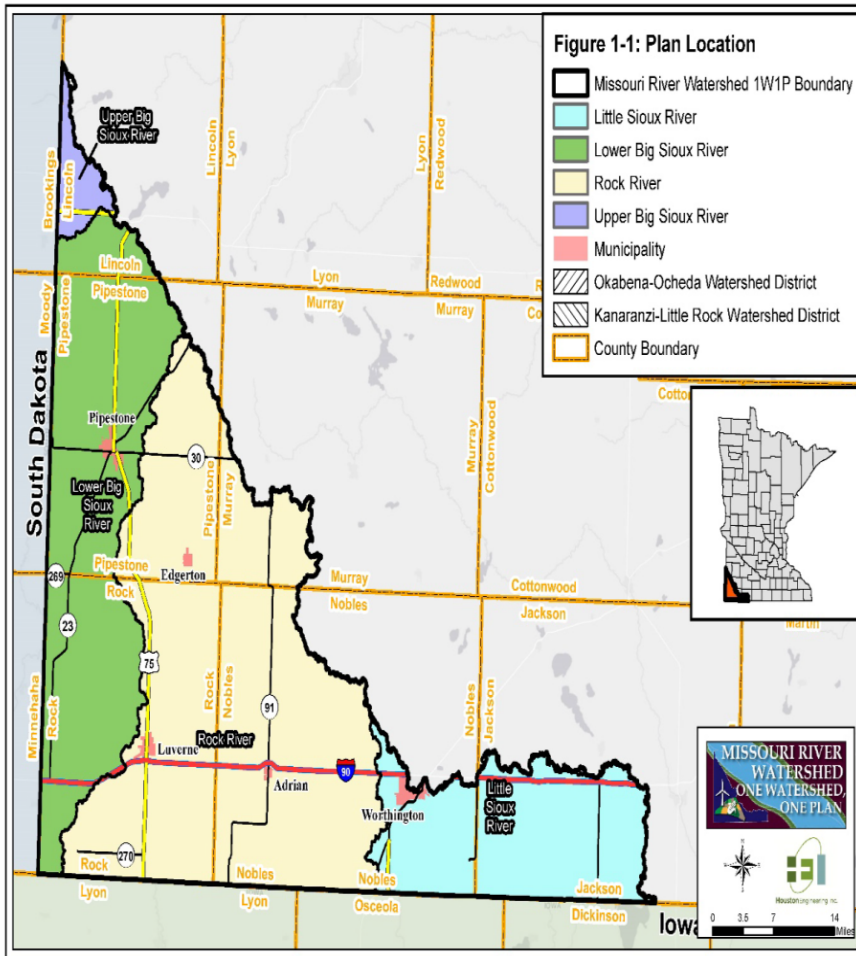 Figure 1-1: Plan Location
Missouri River Watershed 1W1P Boundary
Little Sioux River
Lower Big Sioux River
Rock River
Upper Big Sioux River
Municipality
Okabena-Ocheda Watershed District
Kanaranzi-Little Rock Watershed District
County Boundary
Upper Big
Sioux River
Lincoln
Lyon
Lyon
Redwood
Brookings
Lincoln
Lincoln
Pipestone
Lyon
Murray
Redwood
Murray
Moody
Pipestone
South Dakota
Pipestone
30
Lower Big
Sioux
River
Pipestone
Murray
Murray
Cottonwood
Edgerton
Pipestone
Rock
Murray
Nobles
Cottonwood
Jackson
Martin
269
23
75
Minnehaha
Rock
Rock
Nobles
91
Nobles
Jackson
Rock River
Luverne
Adrian
90
Worthington
Little
Sioux
River
270
Rock
Lyon
Nobles
Lyon
Nobles
Osceola
Jackson
Dickinson
Iowa
MISSOURI RIVER
WATERSHED
ONE WATERSHED,
ONE PLAN
HoustonEngineering Inc.
0 3.5 7 14
Miles